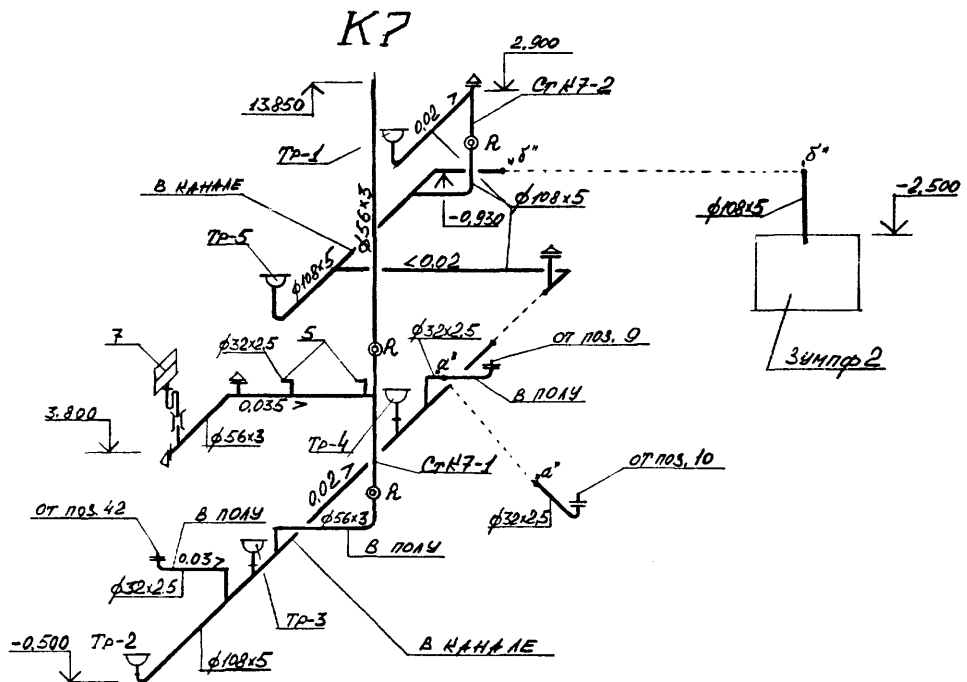 К7
2,900
13.850
0.02 >
Ст К7-2
Тр-1
R
„б"
б"
В КАНАЛЕ
ф56х3
-0,930
ф108х5
ф108х5
-2,500
Тр-5
ф108х5
<0.02
ф32х2,5
от поз. 9
7
ф32х2,5
5
R
„а"
Зумпф 2
В ПОЛУ
0.035 >
3.800
ф56х3
Тр-4
Ст К7-1
0.02 >
от поз. 10
„а"
R
ф32х2,5
от поз. 42
В ПОЛУ
ф56х3
0.03 >
В ПОЛУ
ф32х2.5
Тр-3
-0,500
Тр-2
В КАНАЛЕ
ф108х5